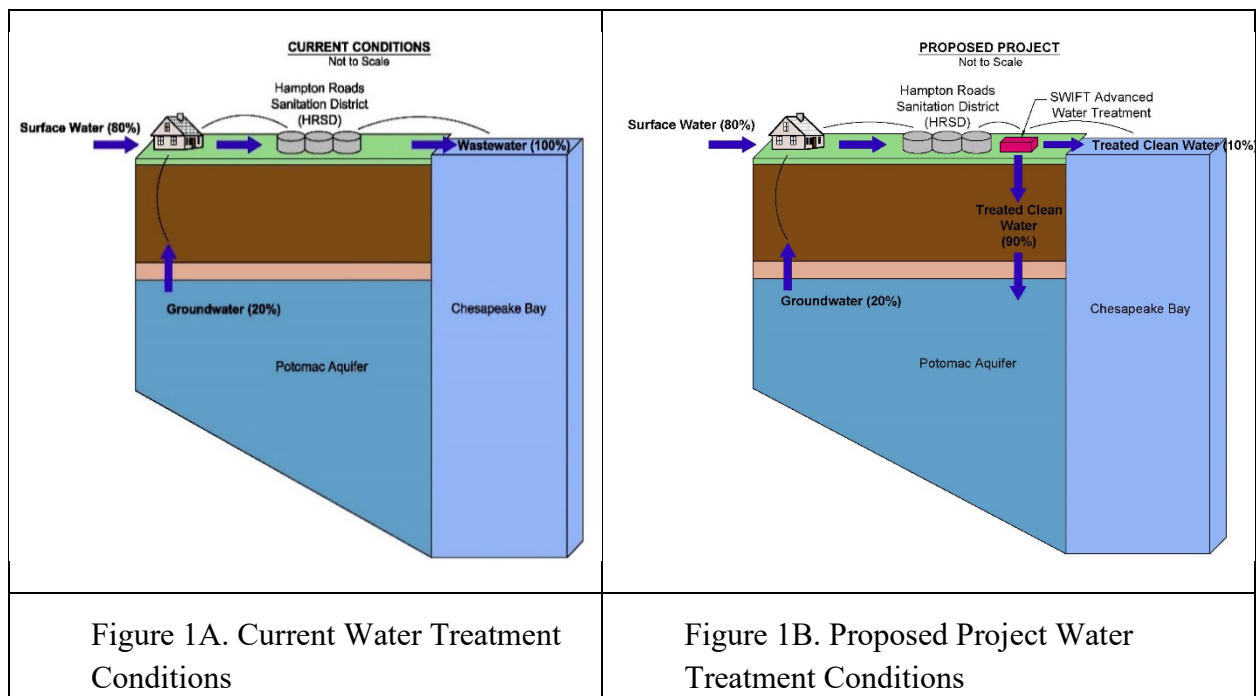 CURRENT CONDITIONS
Not to Scale
Hampton Roads
Sanitation District
(HRSD)
Surface Water (80%)
Wastewater (100%)
Groundwater (20%)
Chesapeake Bay
Potomac Aquifer
PROPOSED PROJECT
Not to Scale
Hampton Roads
Sanitation District
(HRSD)
SWIFT Advanced
Water Treatment
Surface Water (80%)
Treated Clean Water (10%)
Treated Clean
Water
(90%)
Groundwater (20%)
Chesapeake Bay
Potomac Aquifer
Figure 1A. Current Water Treatment
Conditions
Figure 1B. Proposed Project Water
Treatment Conditions